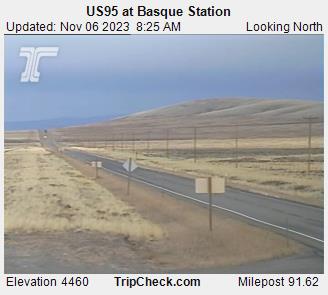 US95 at Basque Station
Updated: Nov 06 2023 8:25 AM Looking North
Elevation 4460 TripCheck.com Milepost 91.62